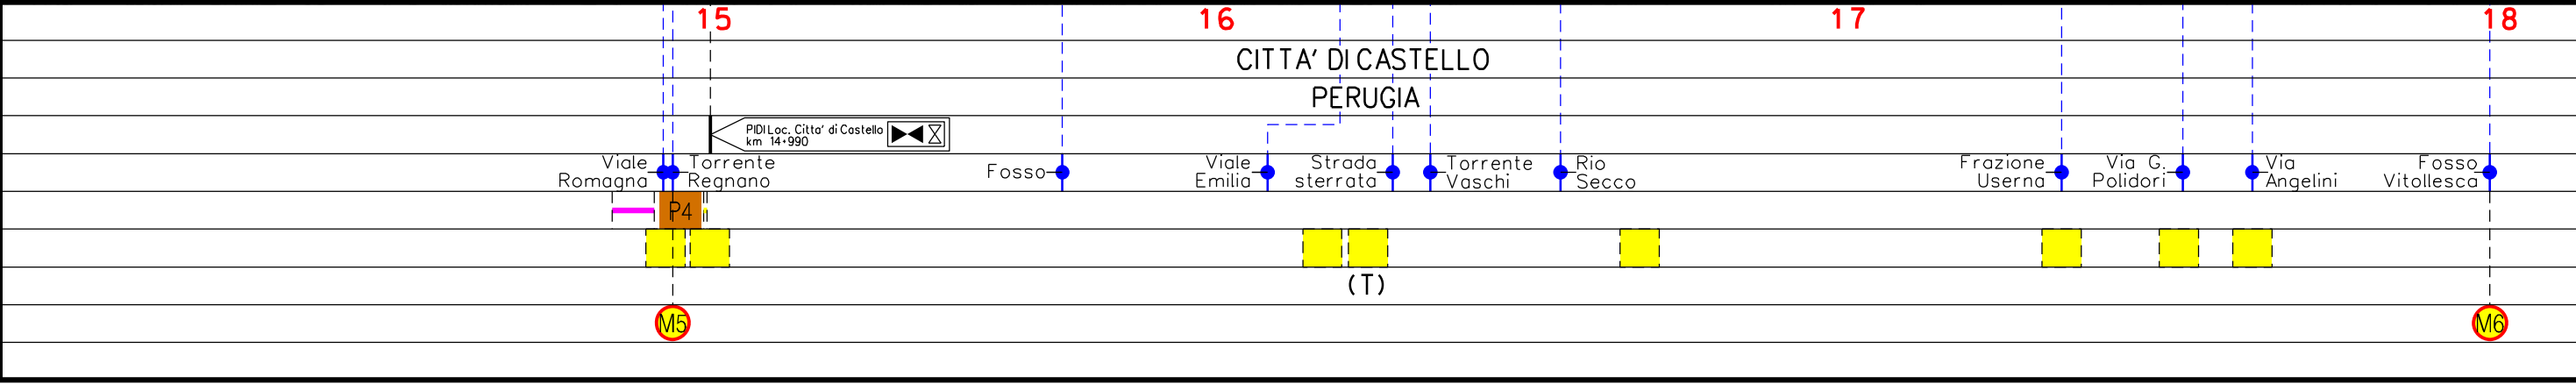 15 16 17 18
CITTA' DI CASTELLO
PERUGIA
PIDI Loc. Citta' di Castello
km 14+990
Viale
Romagna
Torrente
Regnano
Fosso
Viale
Emilia
Strada
sterrata
Torrente
Vaschi
Rio
Secco
Frazione
Userna
Via G.
Polidori
Via
Angelini
Fosso
Vitollesca
P4
(T)
M5 M6